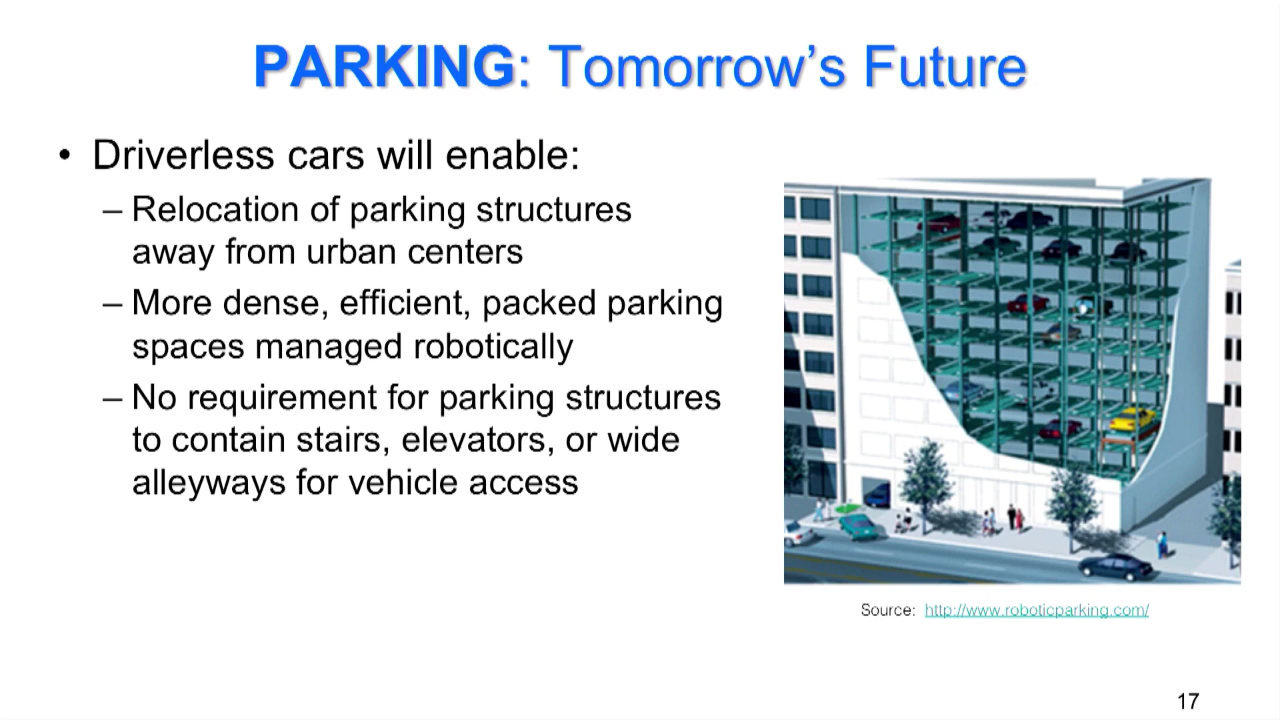 PARKING: Tomorrow's Future
• Driverless cars will enable:
– Relocation of parking structures
away from urban centers
– More dense, efficient, packed parking
spaces managed robotically
– No requirement for parking structures
to contain stairs, elevators, or wide
alleyways for vehicle access
Source: http://www.roboticparking.com/
17